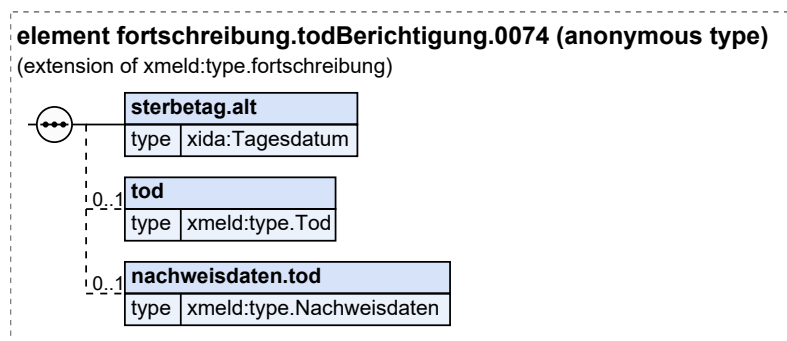 element fortschreibung.todBerichtigung.0074 (anonymous type)
(extension of xmeld:type.fortschreibung)
sterbetag.alt
type xida:Tagesdatum
0..1 tod
type xmeld:type.Tod
0..1 nachweisdaten.tod
type xmeld:type.Nachweisdaten